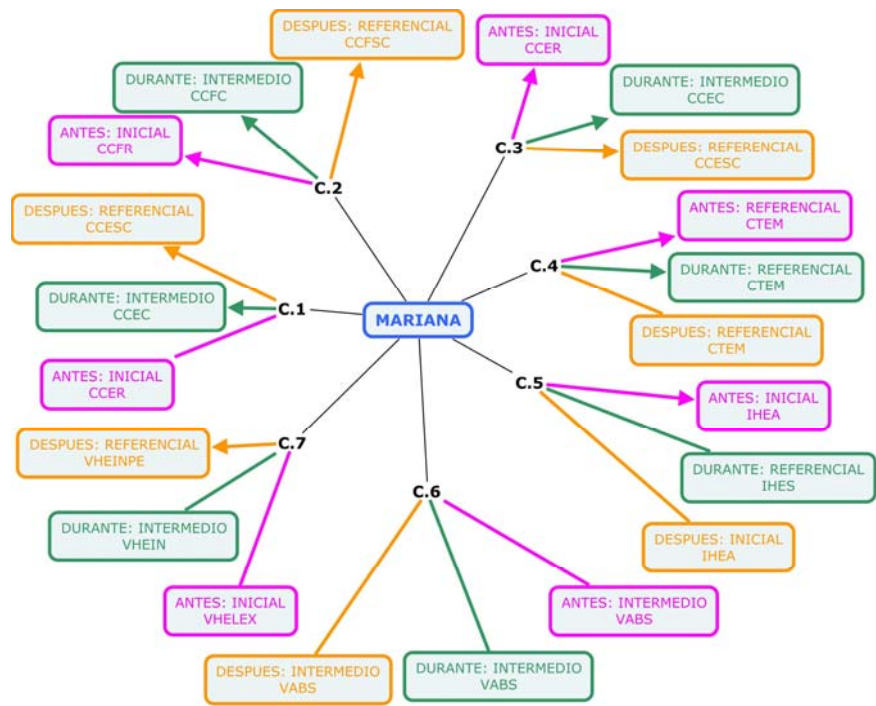 DESPUES: REFERENCIAL
CCFSC
ANTES: INICIAL
CCER
DURANTE: INTERMEDIO
CCFC
DURANTE: INTERMEDIO
CCEC
ANTES: INICIAL
CCFR
C.3
DESPUES: REFERENCIAL
CCESC
C.2
DESPUES: REFERENCIAL
CCESC
ANTES: REFERENCIAL
CTEM
C.4
DURANTE: REFERENCIAL
CTEM
DURANTE: INTERMEDIO
CCEC
C.1
MARIANA
DESPUES: REFERENCIAL
CTEM
ANTES: INICIAL
CCER
C.5
ANTES: INICIAL
IHEA
DESPUES: REFERENCIAL
VHEINPE
C.7
DURANTE: REFERENCIAL
IHES
C.6
DURANTE: INTERMEDIO
VHEIN
DESPUES: INICIAL
IHEA
ANTES: INICIAL
VHELEX
ANTES: INTERMEDIO
VABS
DESPUES: INTERMEDIO
VABS
DURANTE: INTERMEDIO
VABS